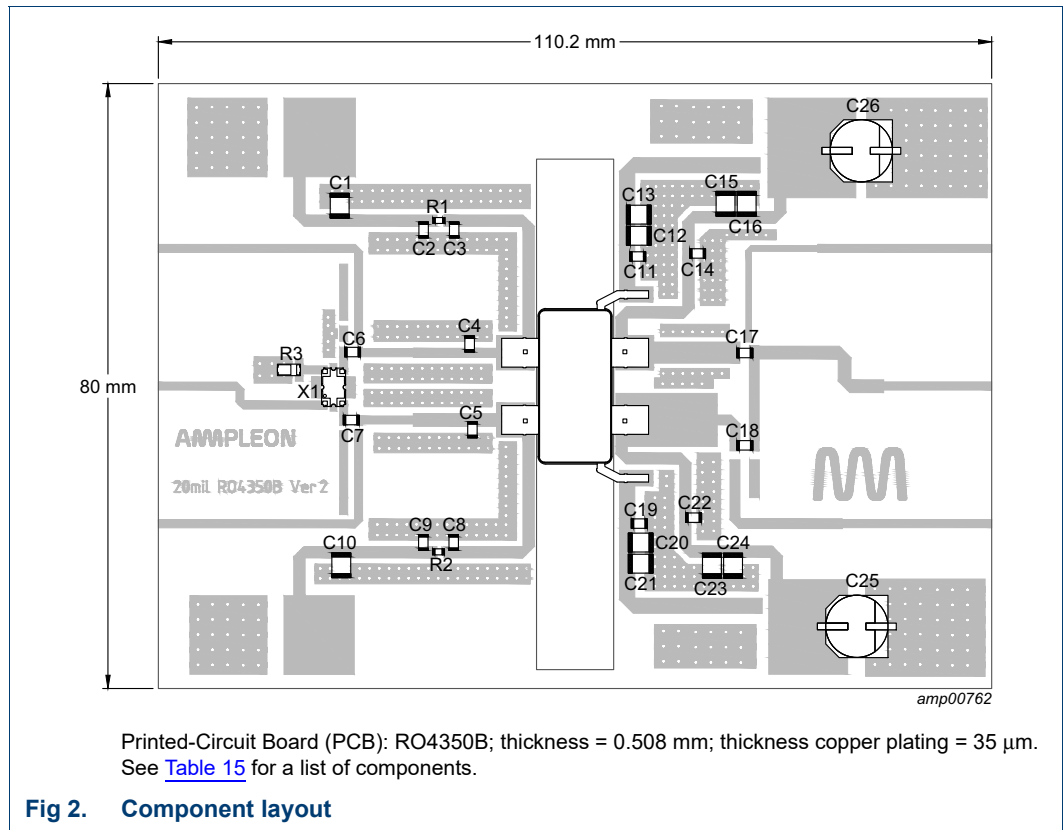 110.2 mm
C26
C1
C13
C15
R1
C2
C3
C12
C16
C11
C14
C4
C6
C17
R3
80 mm
X1
C5
C7
C18
AMPLEON
20mil RO4350B Ver2
C22
C19
C9
C8
C20
C24
R2
C10
C21
C23
C25
amp00762
Printed-Circuit Board (PCB): RO4350B; thickness = 0.508 mm; thickness copper plating = 35 μm.
See Table 15 for a list of components.
Fig 2. Component layout